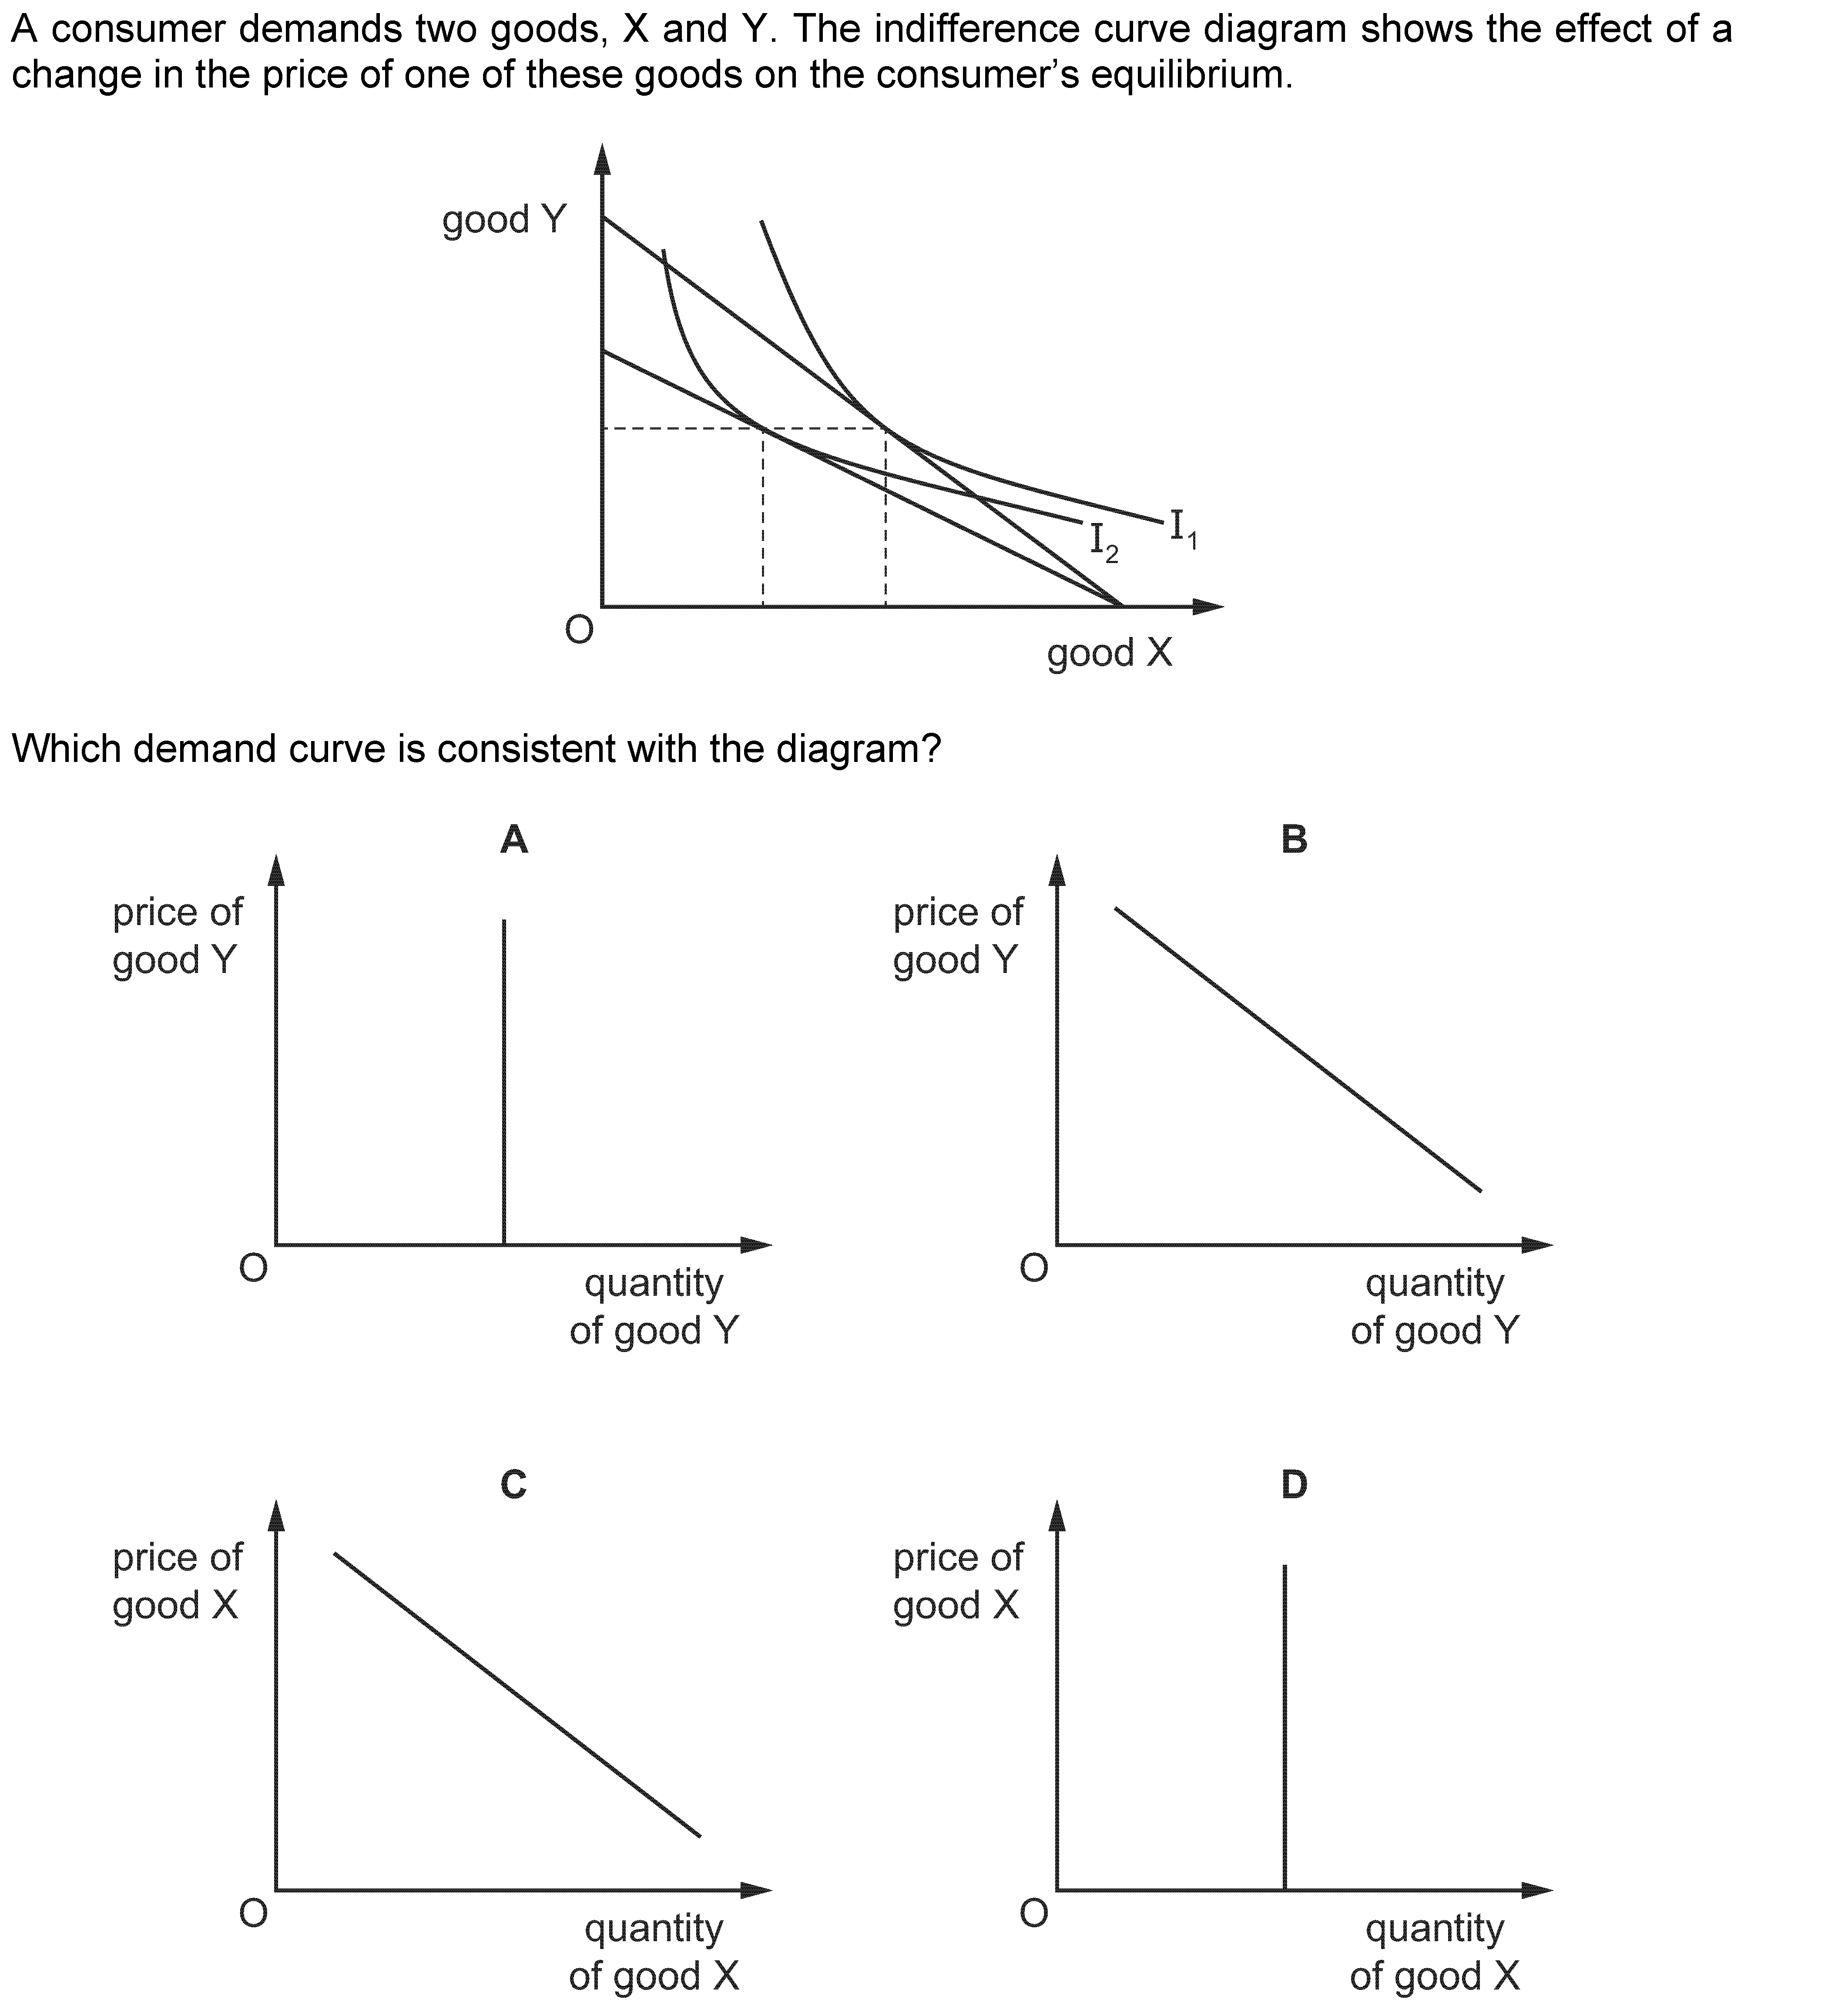 A consumer demands two goods, X and Y. The indifference curve diagram shows the effect of a
change in the price of one of these goods on the consumer's equilibrium.
good Y
I1
I2
O
good X
Which demand curve is consistent with the diagram?
A
price of
good Y
O
quantity
of good Y
B
price of
good Y
O
quantity
of good Y
C
price of
good X
O
quantity
of good X
D
price of
good X
O
quantity
of good X